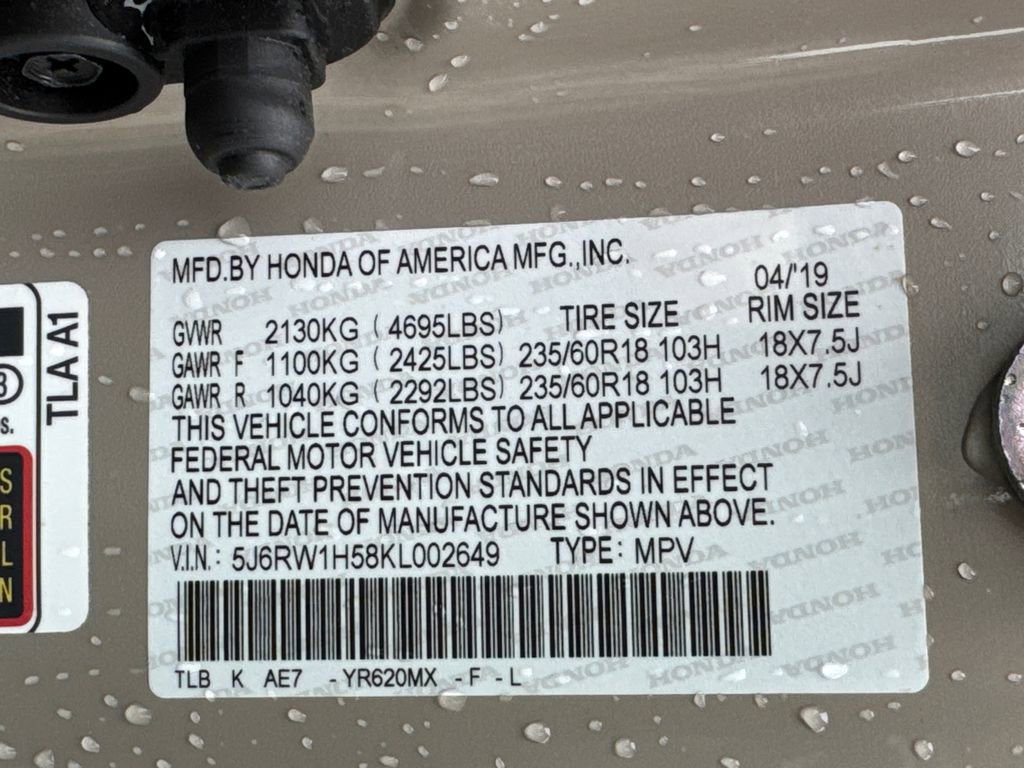 MFD.BY HONDA OF AMERICA MFG.,INC.
04/'19
GVWR 2130KG ( 4695LBS) TIRE SIZE RIM SIZE
GAWR F 1100KG ( 2425LBS) 235/60R18 103H 18X7.5J
GAWR R 1040KG ( 2292LBS) 235/60R18 103H 18X7.5J
THIS VEHICLE CONFORMS TO ALL APPLICABLE
FEDERAL MOTOR VEHICLE SAFETY
AND THEFT PREVENTION STANDARDS IN EFFECT
ON THE DATE OF MANUFACTURE SHOWN ABOVE.
V.I.N.: 5J6RW1H58KL002649 TYPE: MPV
TLB K AE7 -YR620MX -F -L
TLA A1
3
s.
S
R
L
N